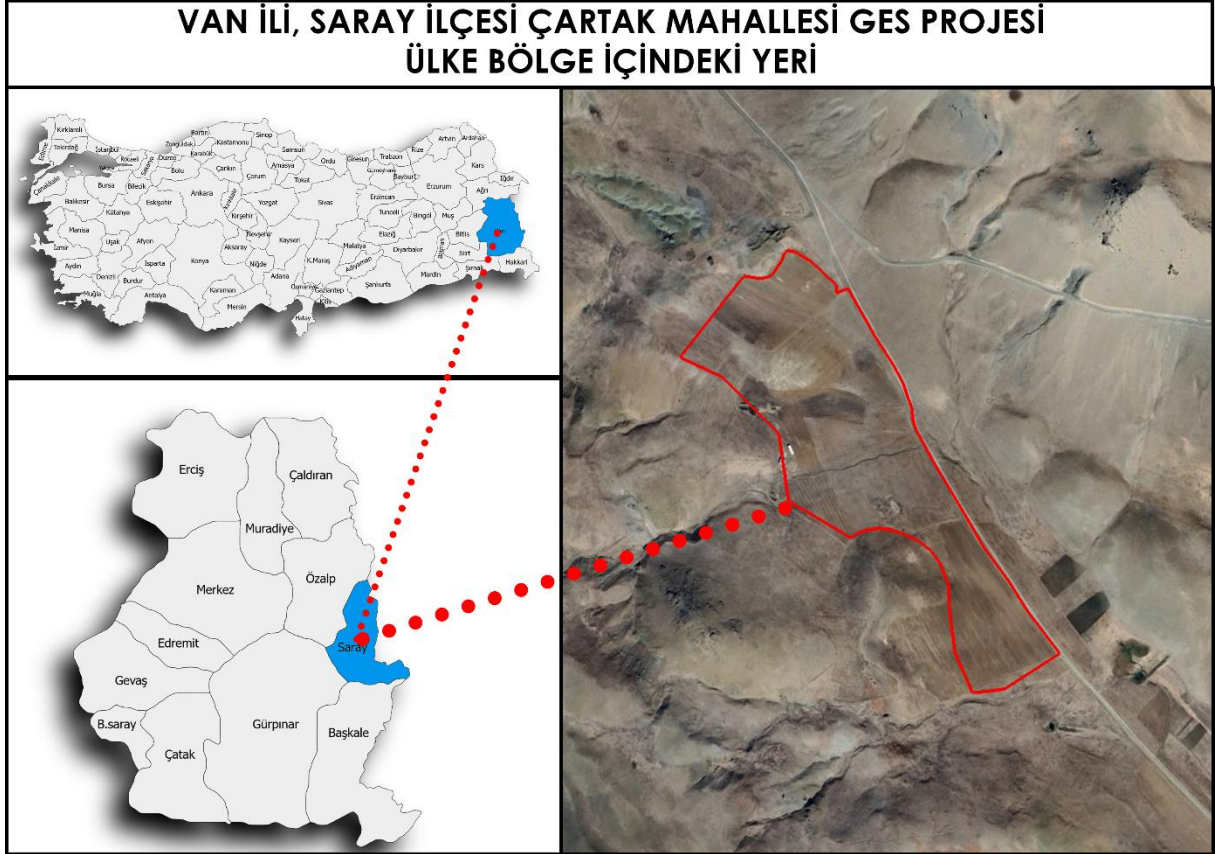 VAN İLİ, SARAY İLÇESİ ÇARTAK MAHALLESİ GES PROJESİ
ÜLKE BÖLGE İÇİNDEKİ YERİ
Kırklareli
Edirne
Tekirdağ
İstanbul
Kocaeli
Yalova
Sakarya
Düzce
Zonguldak
Bartın
Karabük
Kastamonu
Sinop
Samsun
Ordu
Giresun
Trabzon
Rize
Artvin
Ardahan
Kars
Iğdır
Ağrı
Çanakkale
Balıkesir
Bursa
Bilecik
Bolu
Çankırı
Çorum
Amasya
Tokat
Gümüşhane
Bayburt
Erzurum
Erzincan
Kütahya
Eskişehir
Ankara
Kırıkkale
Yozgat
Sivas
Tunceli
Bingöl
Muş
Manisa
Uşak
Afyon
Kırşehir
Nevşehir
Kayseri
Malatya
Elazığ
Diyarbakır
Batman
Bitlis
Van
İzmir
Aydın
Denizli
Isparta
Burdur
Konya
Aksaray
Niğde
K.Maraş
Adıyaman
Siirt
Şırnak
Hakkari
Mardin
Şanlıurfa
Muğla
Antalya
Karaman
Mersin
Adana
Osmaniye
Gaziantep
Kilis
Hatay
Erciş
Çaldıran
Muradiye
Özalp
Merkez
Edremit
Saray
Gevaş
B.saray
Çatak
Gürpınar
Başkale